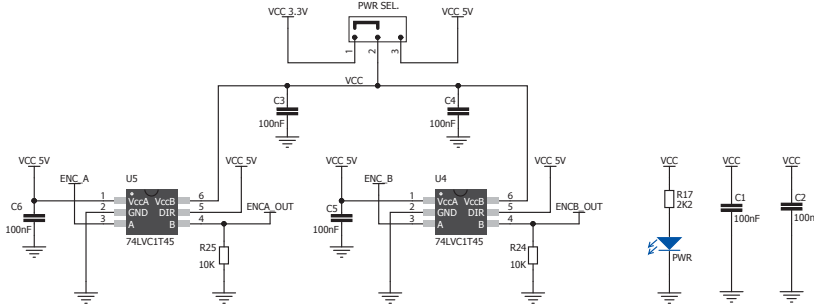 PWR SEL.
VCC 3.3V
VCC 5V
1
2
3
VCC
C3
100nF
C4
100nF
VCC 5V
ENC_A
U5
VCC 5V
1 VccA VccB 6
2 GND DIR 5
3 A B 4
74LVC1T45
ENCA_OUT
C6
100nF
R25
10K
VCC 5V
ENC_B
U4
VCC 5V
1 VccA VccB 6
2 GND DIR 5
3 A B 4
74LVC1T45
ENCB_OUT
C5
100nF
R24
10K
VCC
R17
2K2
PWR
VCC
C1
100nF
VCC
C2